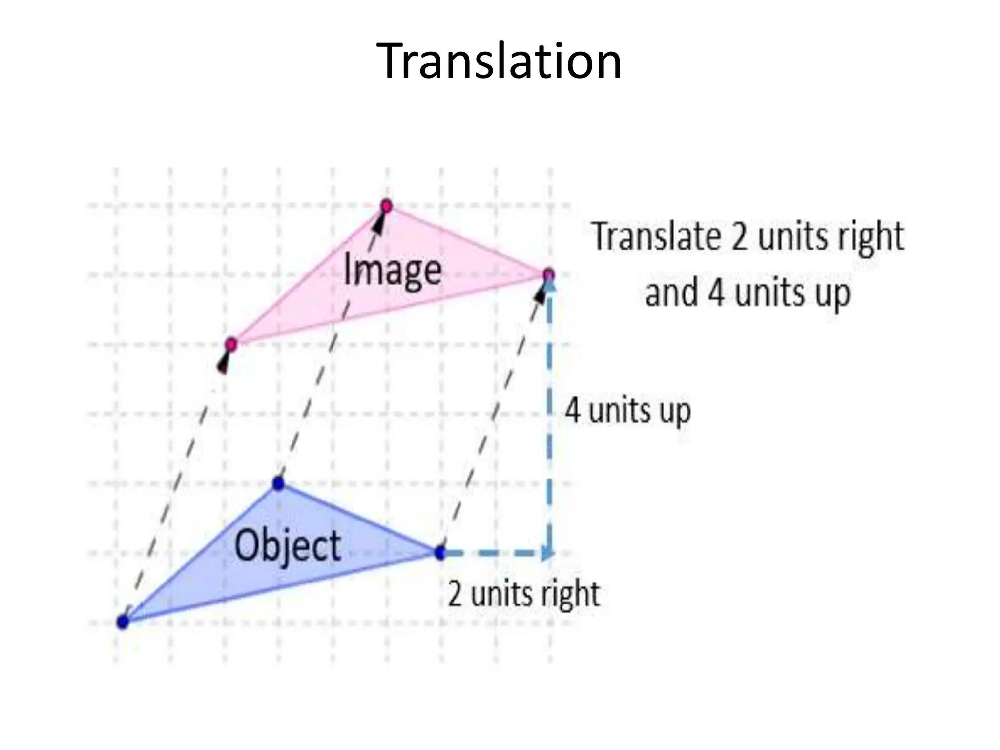 Translation
Translate 2 units right
and 4 units up
Image
4 units up
Object
2 units right